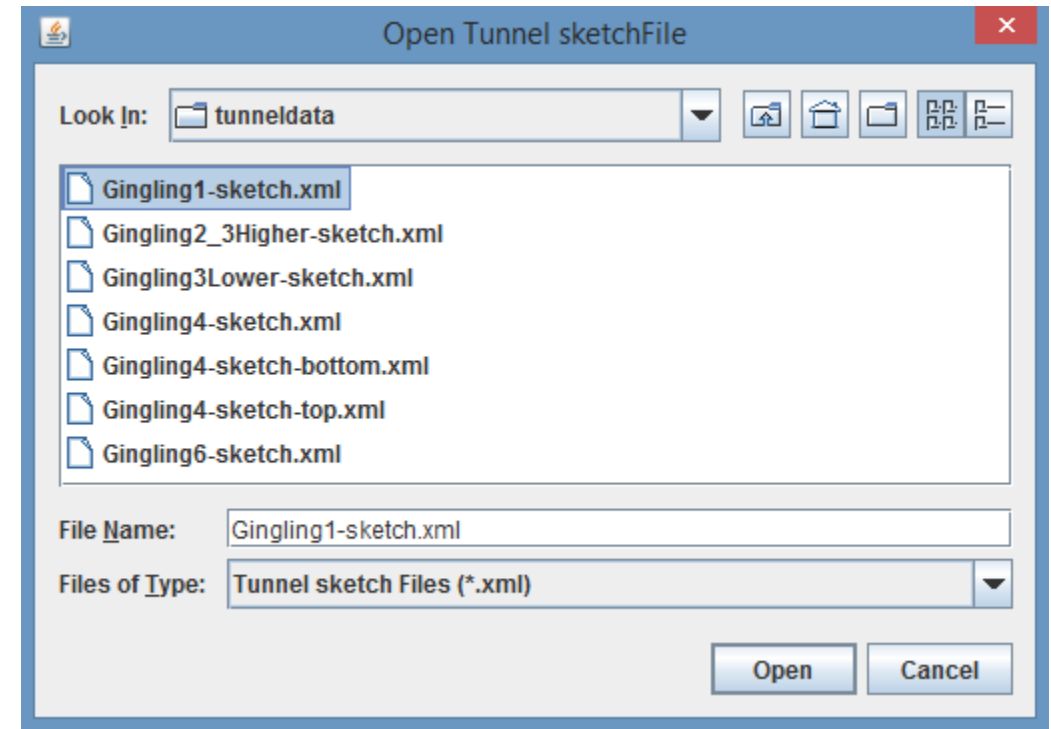 Open Tunnel sketchFile
Look In: tunneldata
Gingling1-sketch.xml
Gingling2_3Higher-sketch.xml
Gingling3Lower-sketch.xml
Gingling4-sketch.xml
Gingling4-sketch-bottom.xml
Gingling4-sketch-top.xml
Gingling6-sketch.xml
File Name: Gingling1-sketch.xml
Files of Type: Tunnel sketch Files (*.xml)
Open Cancel